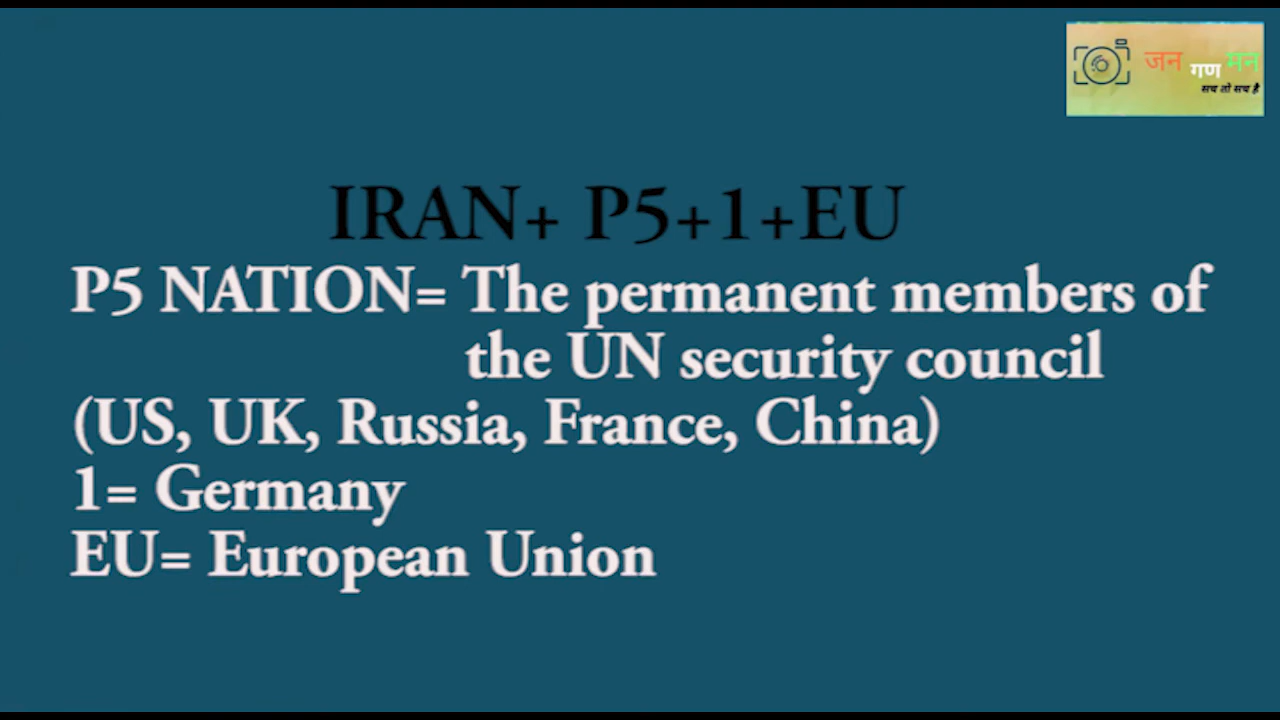 जन गण मन
सच तो सच है
IRAN+ P5+1+EU
P5 NATION= The permanent members of
the UN security council
(US, UK, Russia, France, China)
1= Germany
EU= European Union